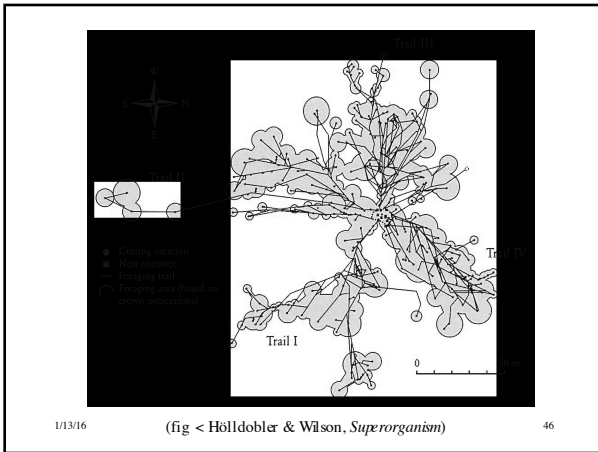 Trail III
W
S N
E
Trail II
Cutting location
Nest entrance
Foraging trail
Foraging area (based on
crown projections)
Trail IV
Trail I
0 50 m
1/13/16
(fig < Hölldobler & Wilson, Superorganism)
46